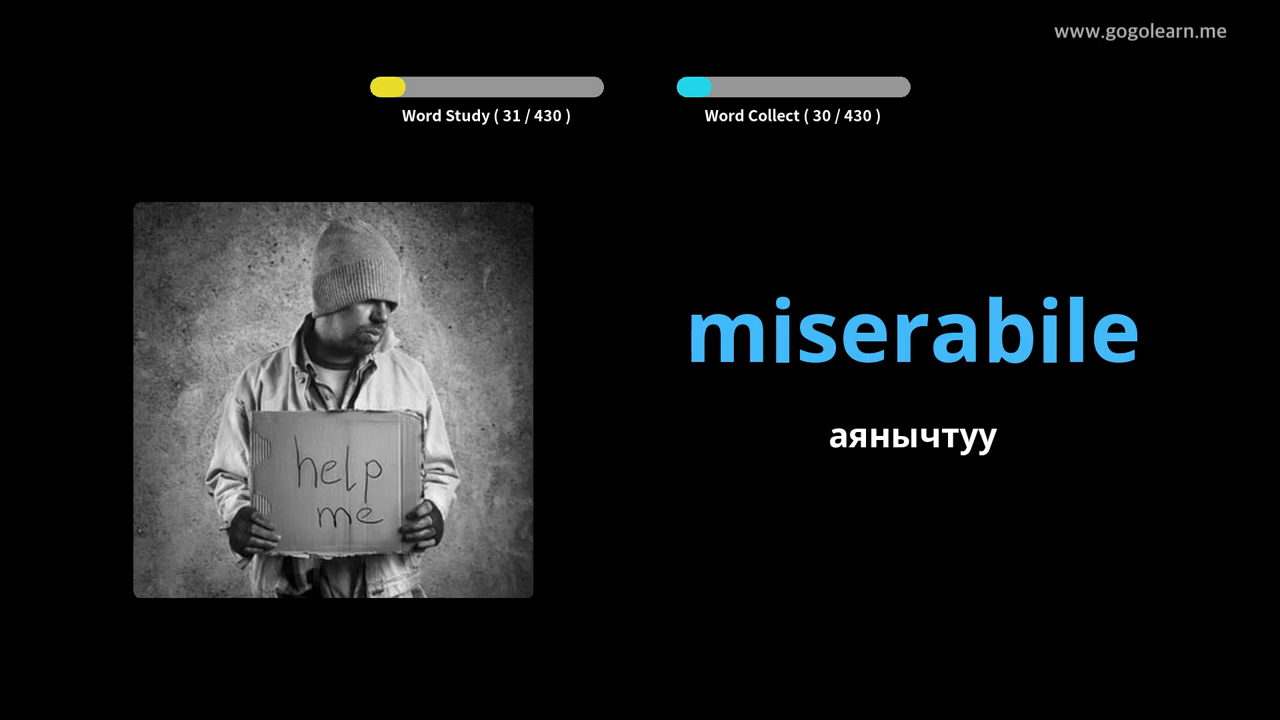 www.gogolearn.me
Word Study ( 31 / 430 )
Word Collect ( 30 / 430 )
miserabile
аянычтуу
help
me